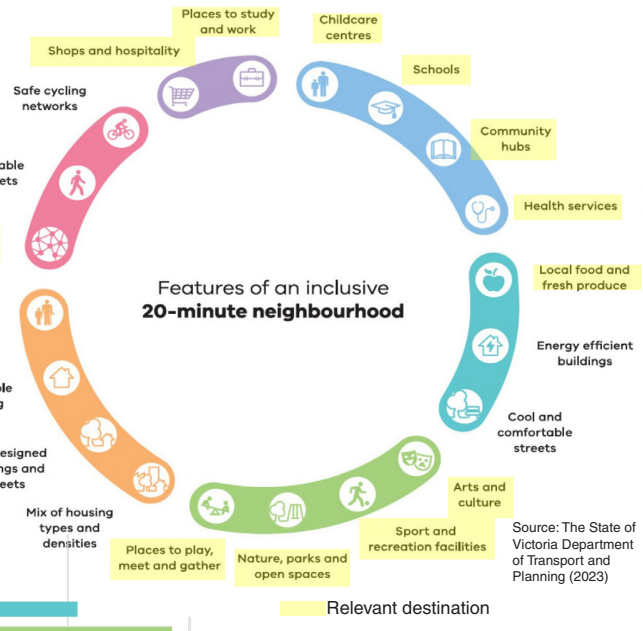 Places to study
and work
Childcare
centres
Shops and hospitality
Schools
Safe cycling
networks
Community
hubs
Health services
Local food and
fresh produce
Features of an inclusive
20-minute neighbourhood
Energy efficient
buildings
Cool and
comfortable
streets
Arts and
culture
Mix of housing
types and
densities
Sport and
recreation facilities
Places to play,
meet and gather
Nature, parks and
open spaces
Source: The State of
Victoria Department
of Transport and
Planning (2023)
Relevant destination